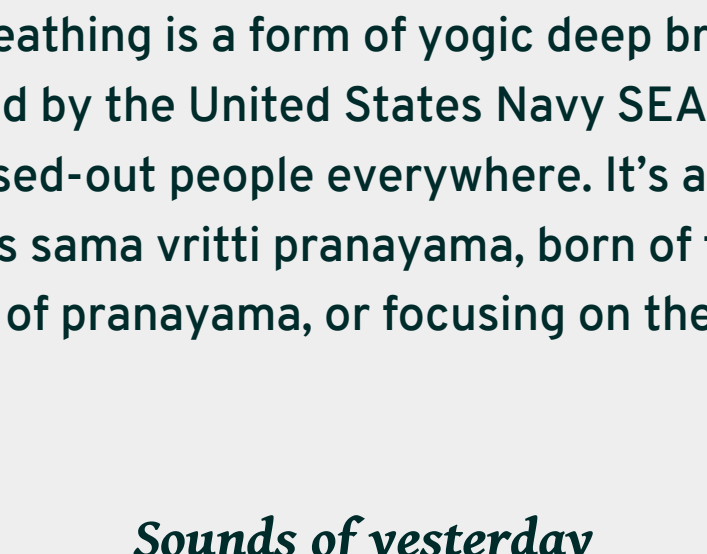 eathing is a form of yogic deep br
d by the United States Navy SEA
sed-out people everywhere. It’s a
s sama vritti pranayama, born of
of pranayama, or focusing on the
Sounds of yesterday